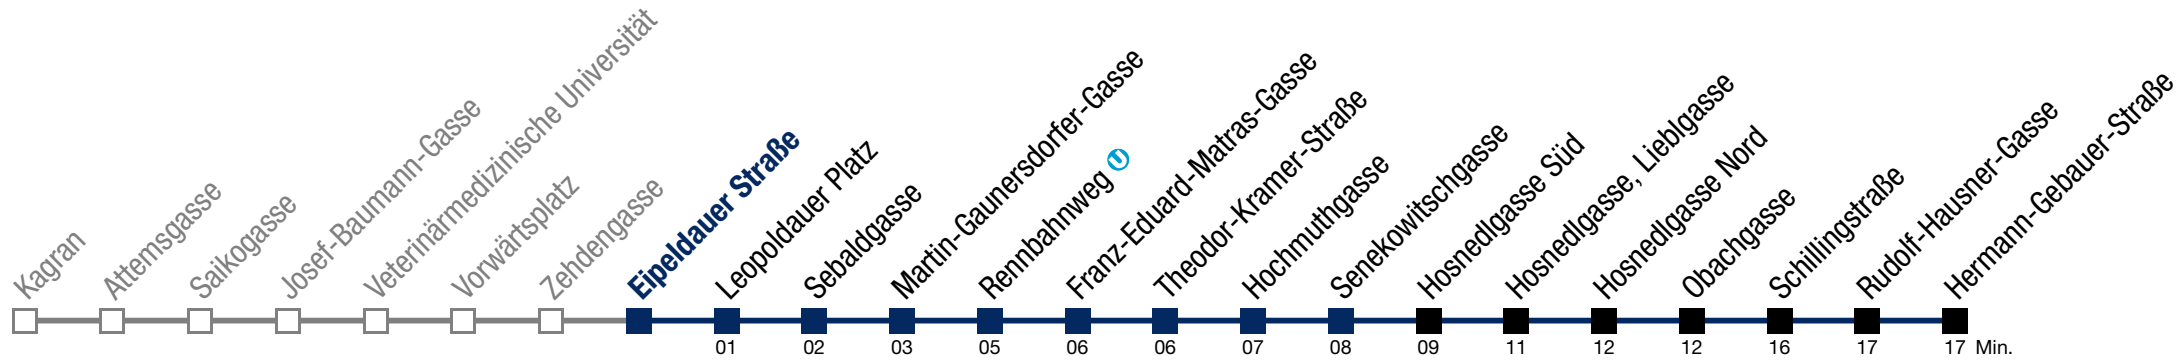 Kagran
Attemsgasse
Saikogasse
Josef-Baumann-Gasse
Veterinärmedizinische Universität
Vorwärtsplatz
Zehdengasse
Eipeldauer Straße
Leopoldauer Platz
Sebaldgasse
Martin-Gaunersdorfer-Gasse
Rennbahnweg U
Franz-Eduard-Matras-Gasse
Theodor-Kramer-Straße
Hochmuthgasse
Senekowitschgasse
Hosnedlgasse Süd
Hosnedlgasse, Lieblgasse
Hosnedlgasse Nord
Obachgasse
Schillingstraße
Rudolf-Hausner-Gasse
Hermann-Gebauer-Straße
01 02 03 05 06 06 07 08 09 11 12 12 16 17 17 Min.